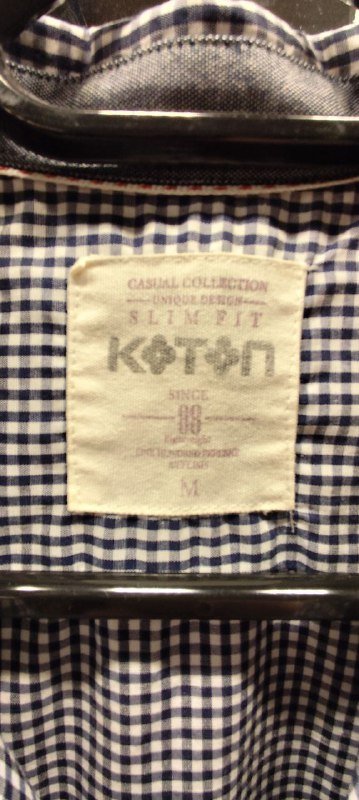 CASUAL COLLECTION
UNIQUE DESIGN
SLIM FIT
KOTON
SINCE
88
M